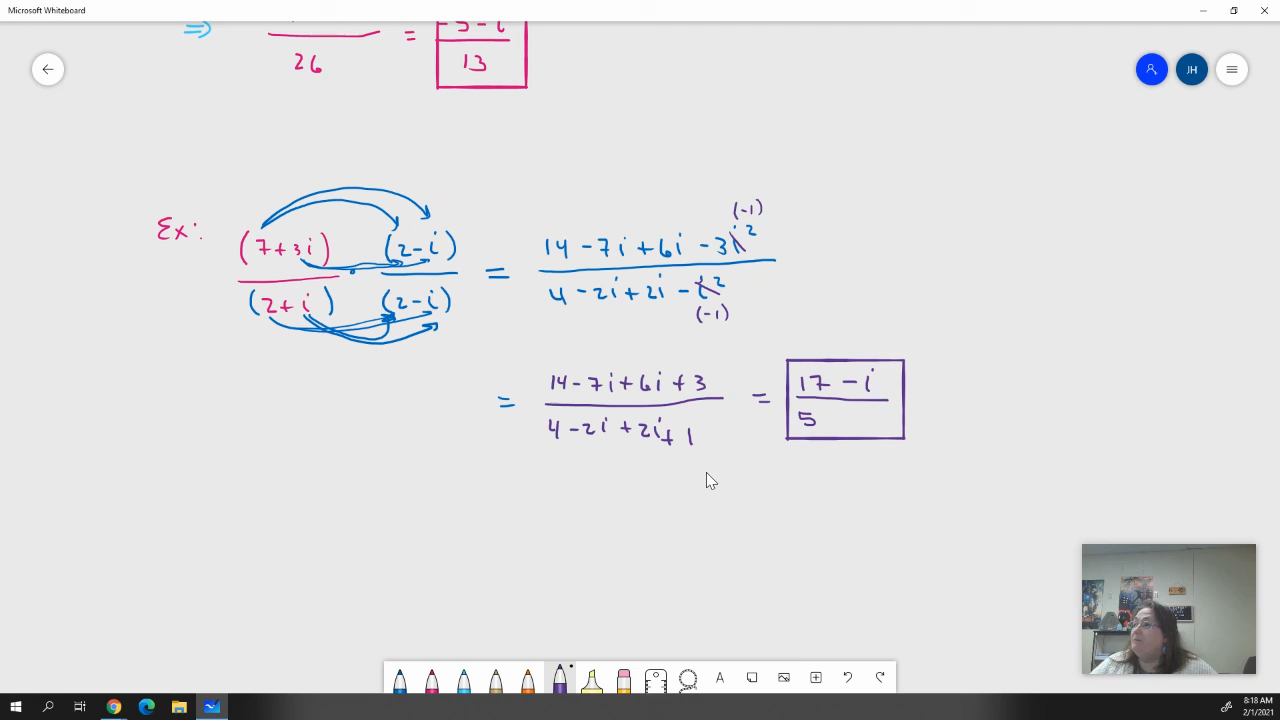 Microsoft Whiteboard
⇒
26
=
-5 - i
13
JH
Ex:
(7+3i) · (2-i)
(2+i) (2-i)
=
14 - 7i + 6i - 3i² (-1)
4 - 2i + 2i - i² (-1)
=
14 - 7i + 6i + 3
4 - 2i + 2i + 1
=
17 - i
5
A
8:18 AM
2/1/2021